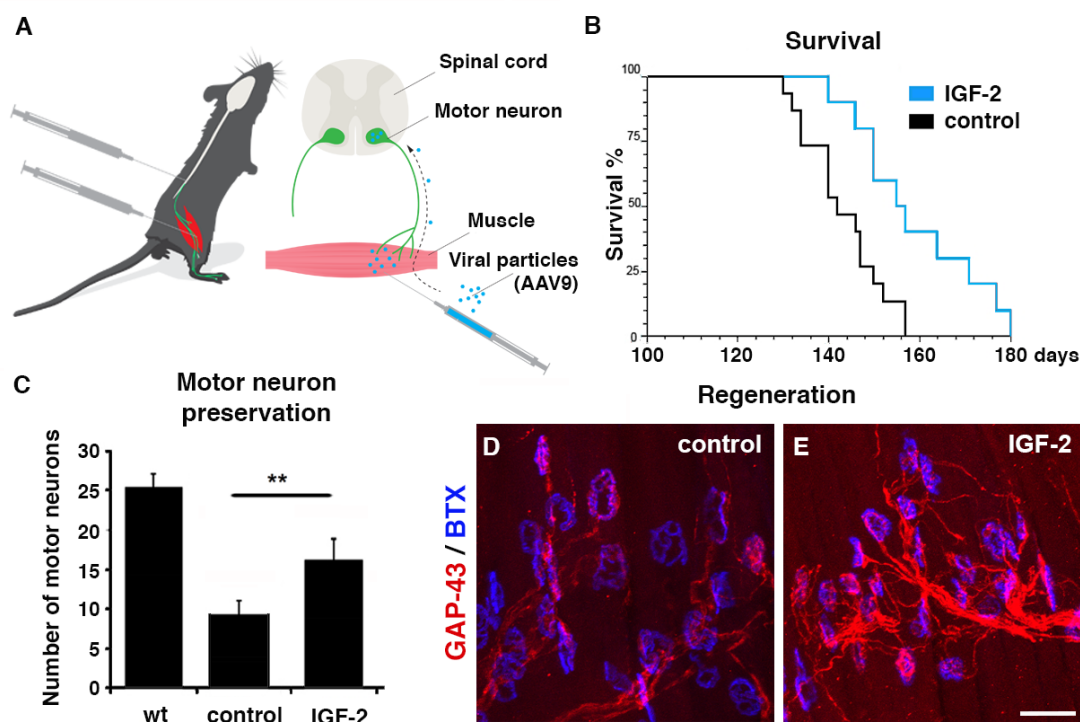 A
Spinal cord
Motor neuron
Muscle
Viral particles
(AAV9)
B
Survival
Survival %
100
75
50
25
0
IGF-2
control
100 120 140 160 180 days
C
Motor neuron
preservation
Number of motor neurons
30
25
20
15
10
5
0
**
wt control IGF-2
Regeneration
GAP-43 / BTX
D control
E IGF-2